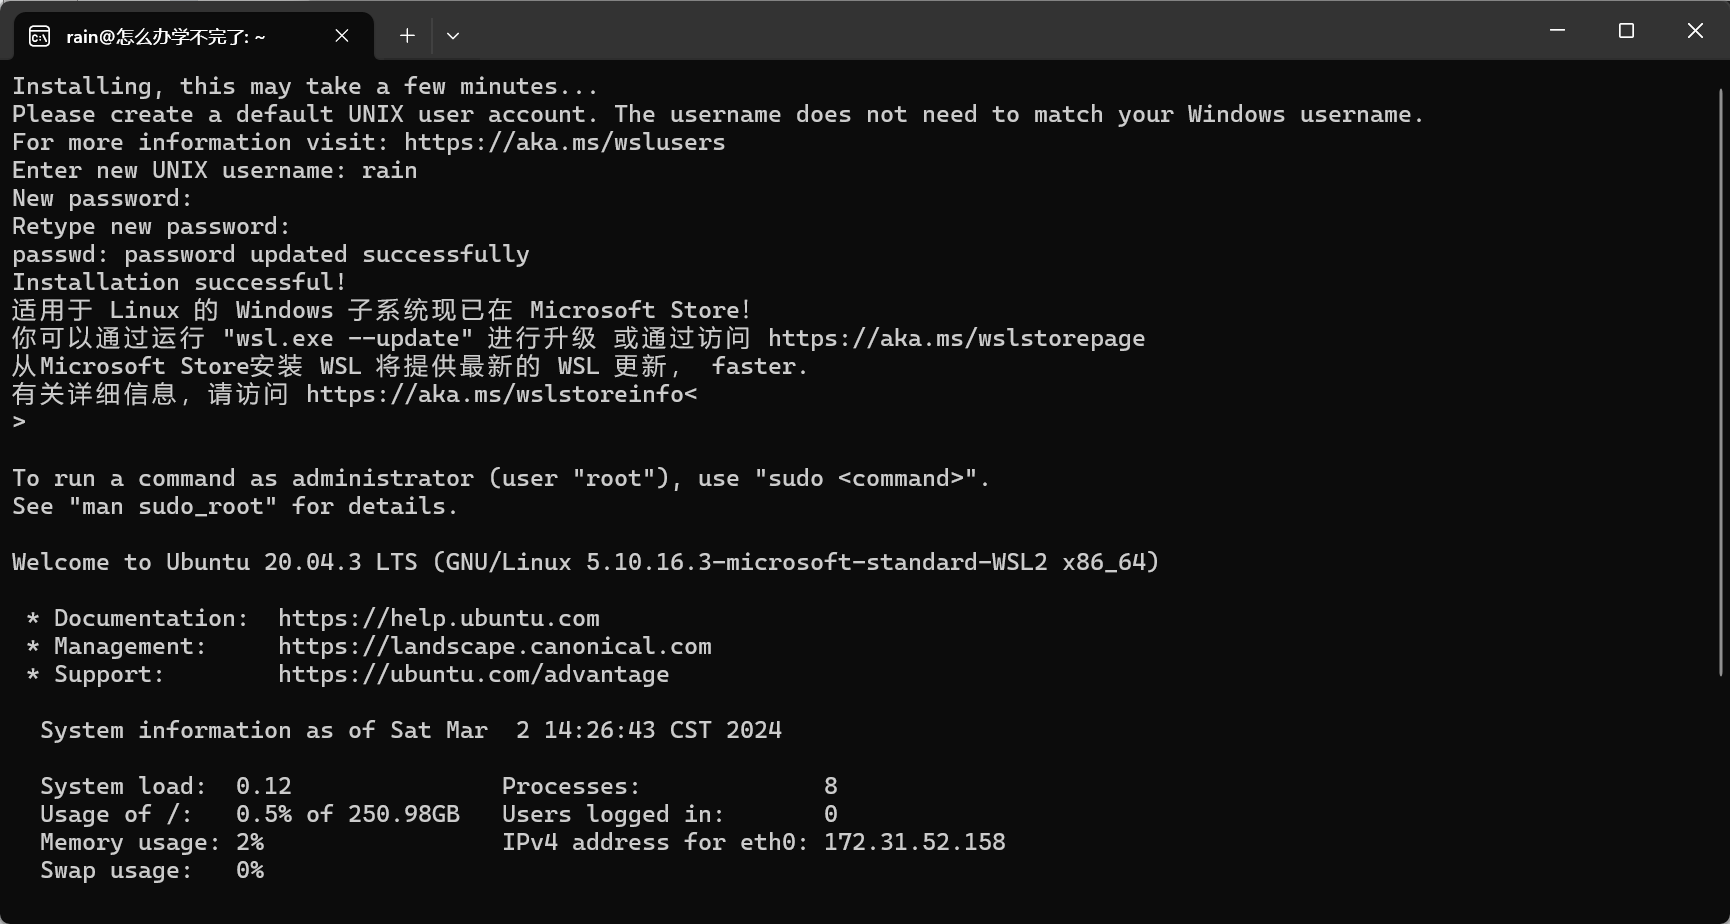 rain@怎么办学不完了: ~
Installing, this may take a few minutes...
Please create a default UNIX user account. The username does not need to match your Windows username.
For more information visit: https://aka.ms/wslusers
Enter new UNIX username: rain
New password:
Retype new password:
passwd: password updated successfully
Installation successful!
适用于 Linux 的 Windows 子系统现已在 Microsoft Store!
你可以通过运行 "wsl.exe --update" 进行升级 或通过访问 https://aka.ms/wslstorepage
从Microsoft Store安装 WSL 将提供最新的 WSL 更新， faster.
有关详细信息，请访问 https://aka.ms/wslstoreinfo<
>
To run a command as administrator (user "root"), use "sudo <command>".
See "man sudo_root" for details.
Welcome to Ubuntu 20.04.3 LTS (GNU/Linux 5.10.16.3-microsoft-standard-WSL2 x86_64)
* Documentation:  https://help.ubuntu.com
* Management:     https://landscape.canonical.com
* Support:        https://ubuntu.com/advantage
System information as of Sat Mar  2 14:26:43 CST 2024
System load:  0.12               Processes:             8
Usage of /:   0.5% of 250.98GB   Users logged in:       0
Memory usage: 2%                 IPv4 address for eth0: 172.31.52.158
Swap usage:   0%